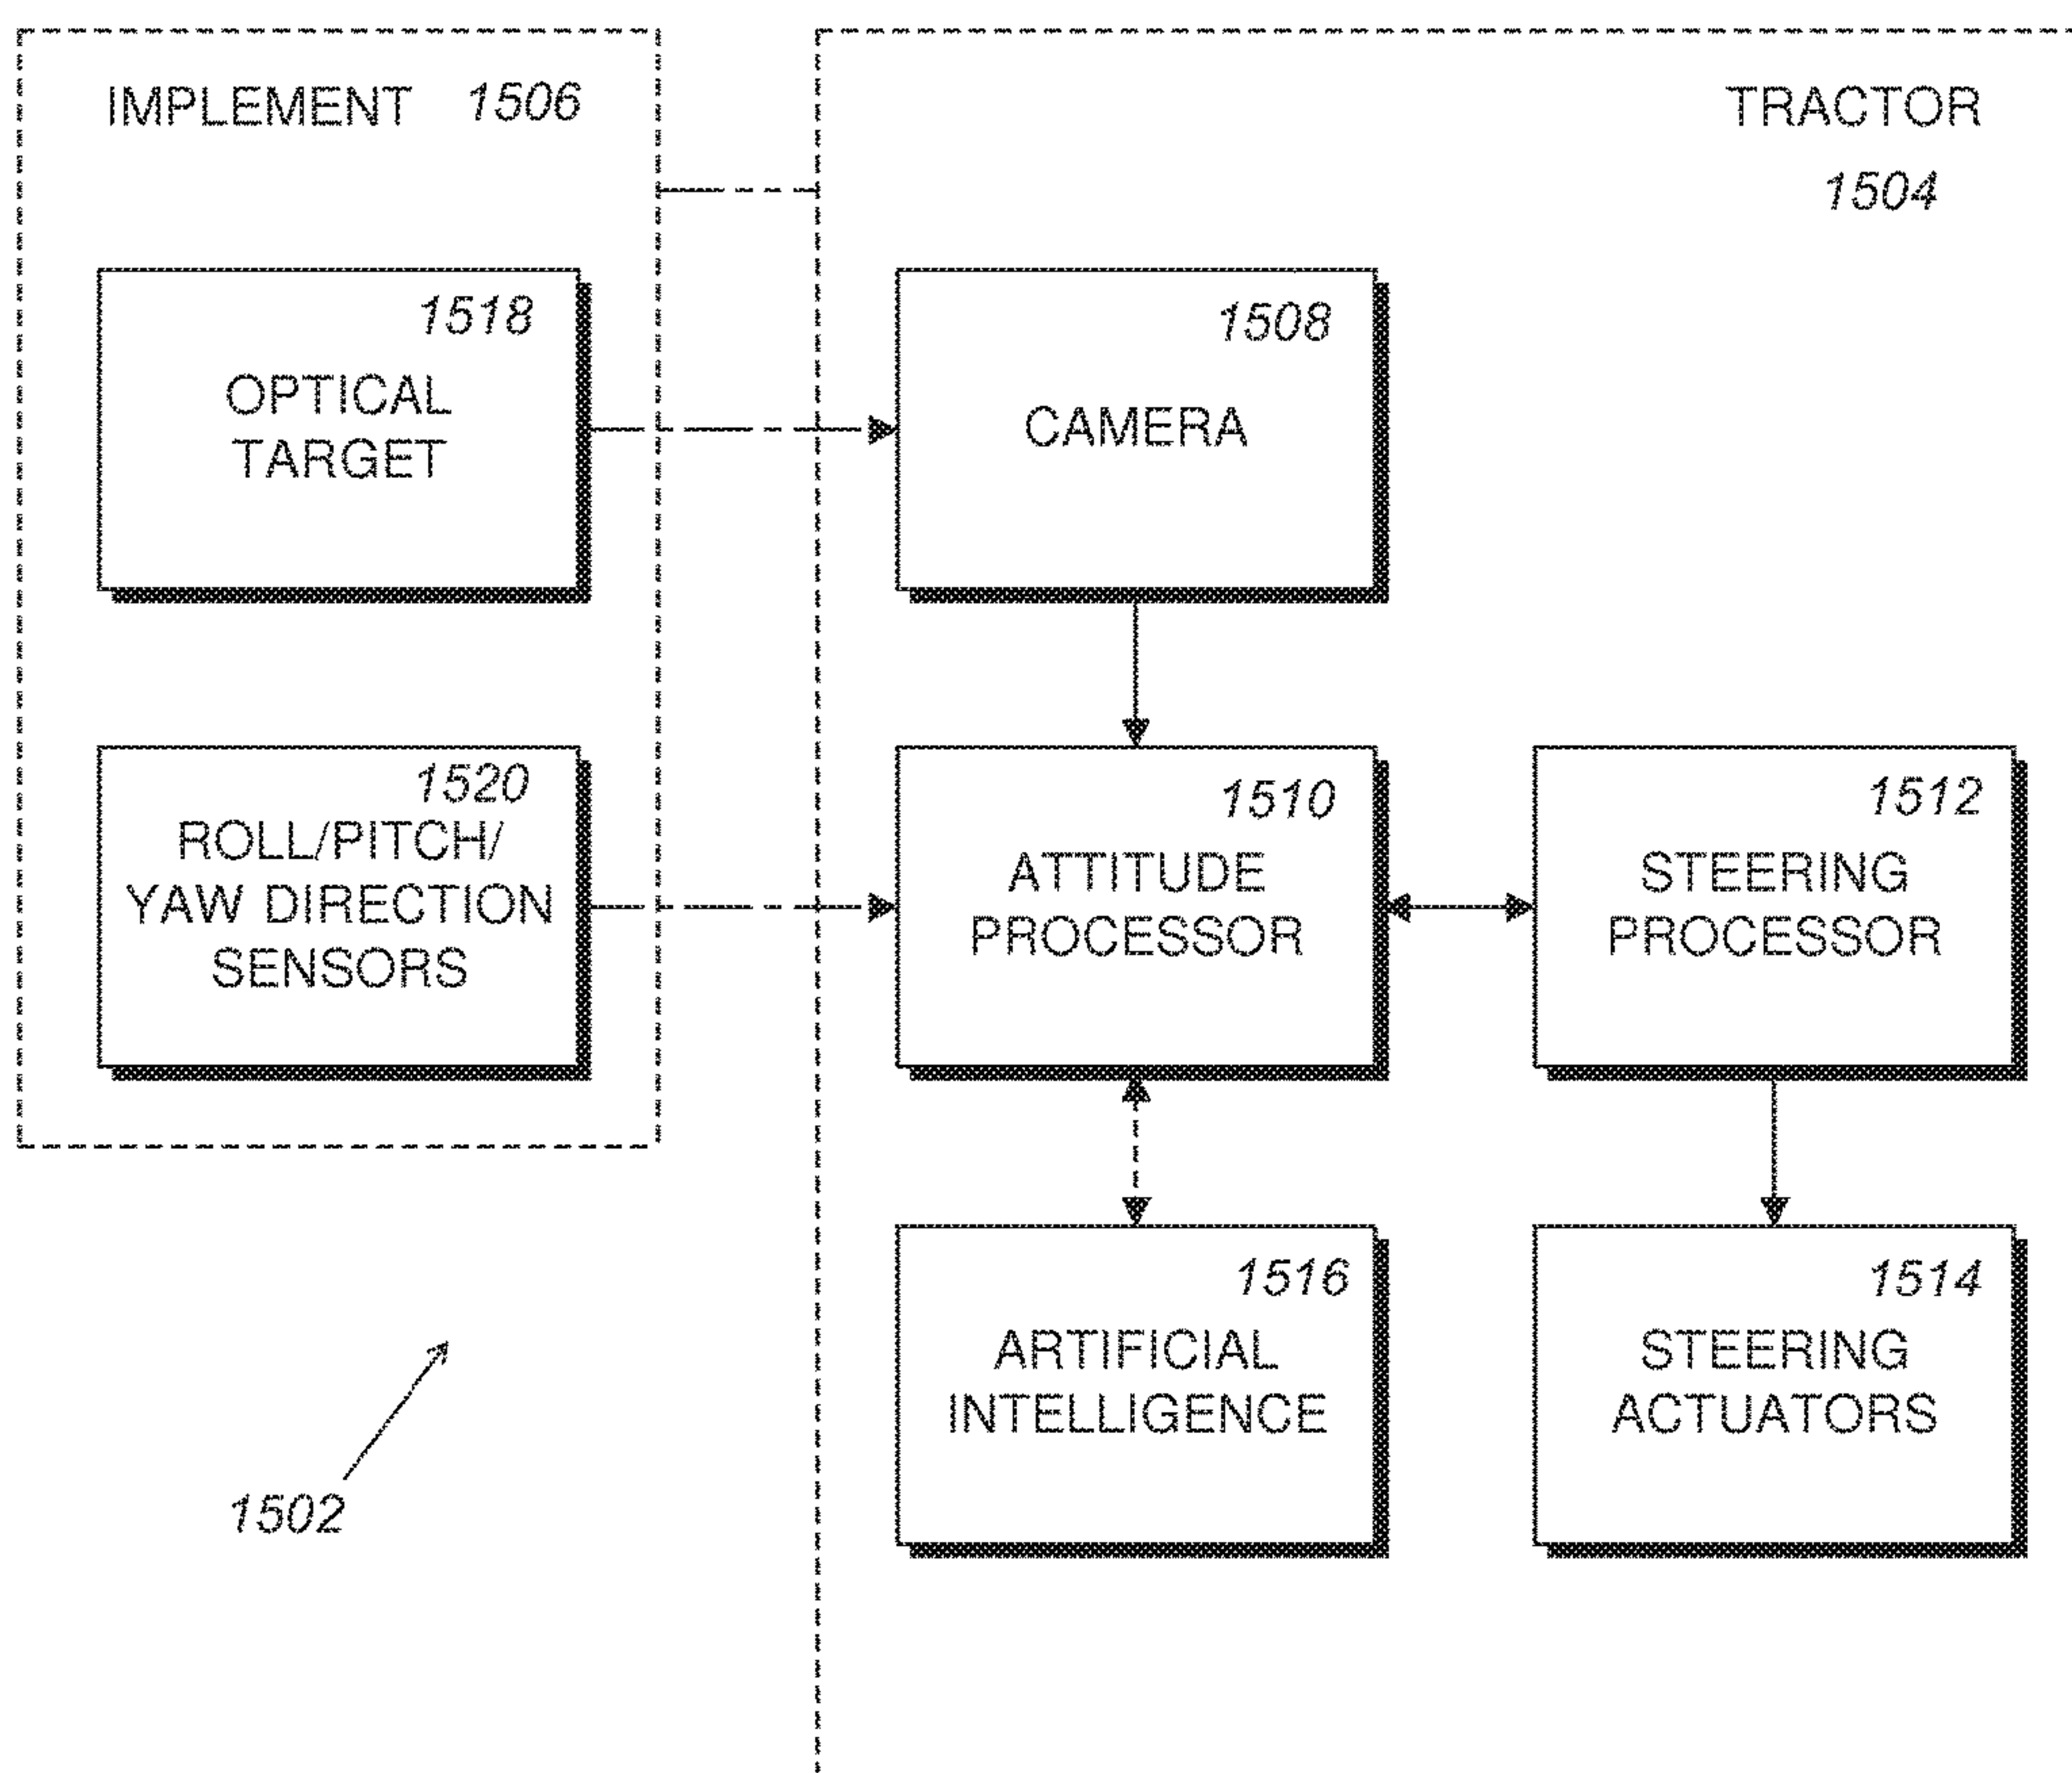 IMPLEMENT 1506
TRACTOR
1504
1518
OPTICAL
TARGET
1508
CAMERA
1520
ROLL/PITCH/
YAW DIRECTION
SENSORS
1510
ATTITUDE
PROCESSOR
1512
STEERING
PROCESSOR
1516
ARTIFICIAL
INTELLIGENCE
1514
STEERING
ACTUATORS
1502